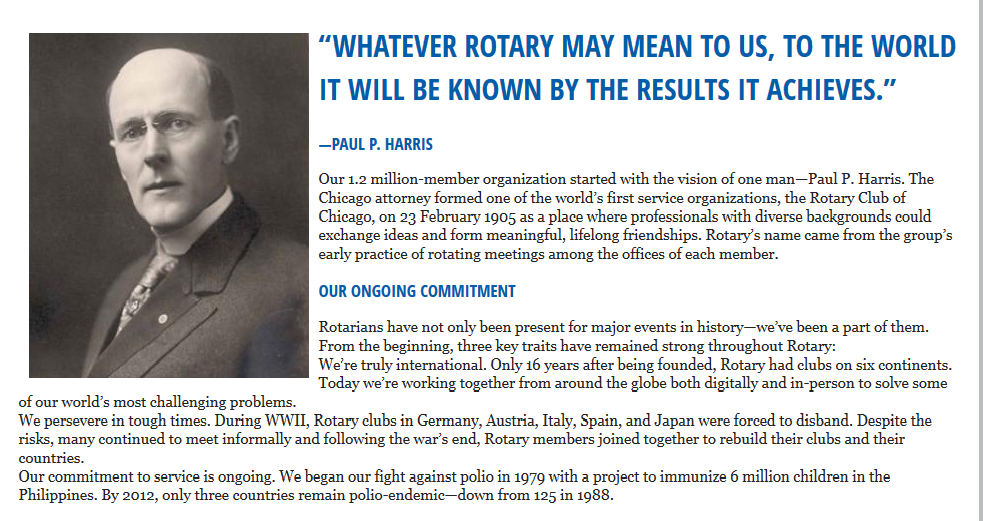 “WHATEVER ROTARY MAY MEAN TO US, TO THE WORLD
IT WILL BE KNOWN BY THE RESULTS IT ACHIEVES.”
—PAUL P. HARRIS
Our 1.2 million-member organization started with the vision of one man—Paul P. Harris. The
Chicago attorney formed one of the world’s first service organizations, the Rotary Club of
Chicago, on 23 February 1905 as a place where professionals with diverse backgrounds could
exchange ideas and form meaningful, lifelong friendships. Rotary’s name came from the group’s
early practice of rotating meetings among the offices of each member.
OUR ONGOING COMMITMENT
Rotarians have not only been present for major events in history—we’ve been a part of them.
From the beginning, three key traits have remained strong throughout Rotary:
We’re truly international. Only 16 years after being founded, Rotary had clubs on six continents.
Today we’re working together from around the globe both digitally and in-person to solve some
of our world’s most challenging problems.
We persevere in tough times. During WWII, Rotary clubs in Germany, Austria, Italy, Spain, and Japan were forced to disband. Despite the
risks, many continued to meet informally and following the war’s end, Rotary members joined together to rebuild their clubs and their
countries.
Our commitment to service is ongoing. We began our fight against polio in 1979 with a project to immunize 6 million children in the
Philippines. By 2012, only three countries remain polio-endemic—down from 125 in 1988.